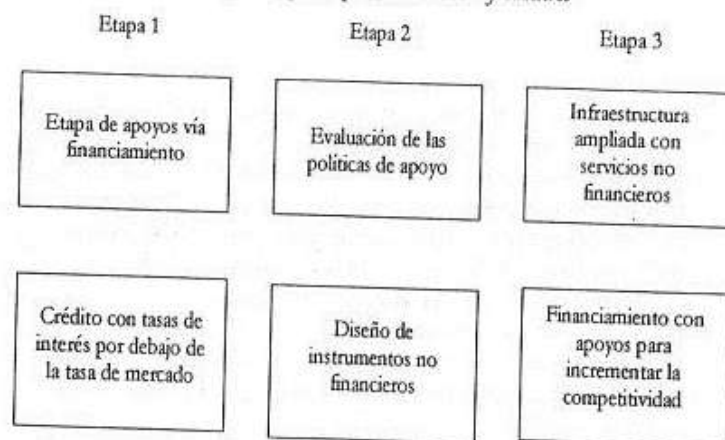 Etapa 1
Etapa 2
Etapa 3
Etapa de apoyos vía
financiamiento
Evaluación de las
políticas de apoyo
Infraestructura
ampliada con
servicios no
financieros
Crédito con tasas de
interés por debajo de
la tasa de mercado
Diseño de
instrumentos no
financieros
Financiamiento con
apoyos para
incrementar la
competitividad